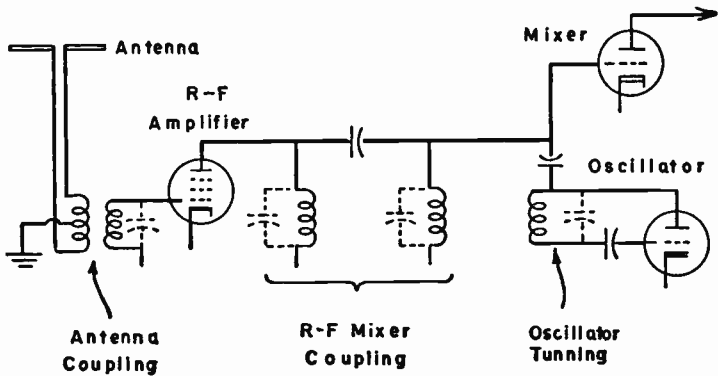 Antenna
Mixer
R-F
Amplifier
Oscillator
Antenna
Coupling
R-F Mixer
Coupling
Oscillator
Tunning